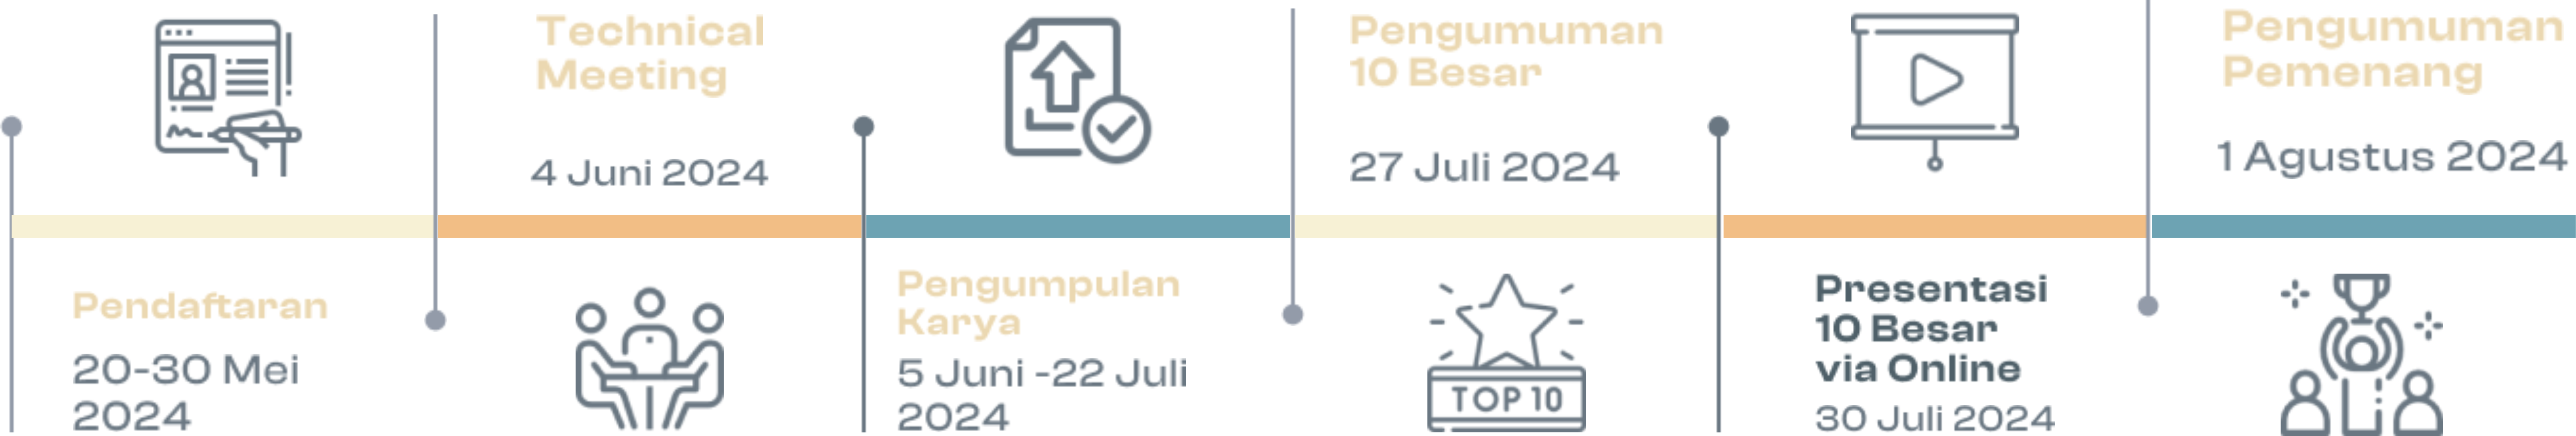 Pendaftaran
20-30 Mei
2024
Technical
Meeting
4 Juni 2024
Pengumpulan
Karya
5 Juni -22 Juli
2024
Pengumuman
10 Besar
27 Juli 2024
TOP 10
Presentasi
10 Besar
via Online
30 Juli 2024
Pengumuman
Pemenang
1 Agustus 2024